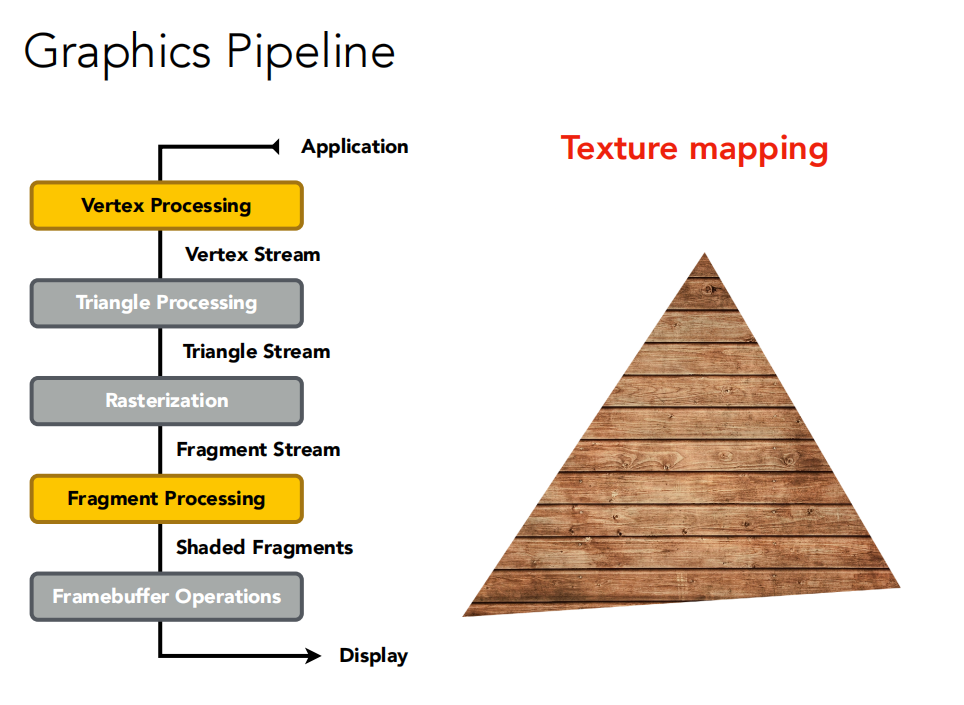 Graphics Pipeline
Application
Texture mapping
Vertex Processing
Vertex Stream
Triangle Processing
Triangle Stream
Rasterization
Fragment Stream
Fragment Processing
Shaded Fragments
Framebuffer Operations
Display